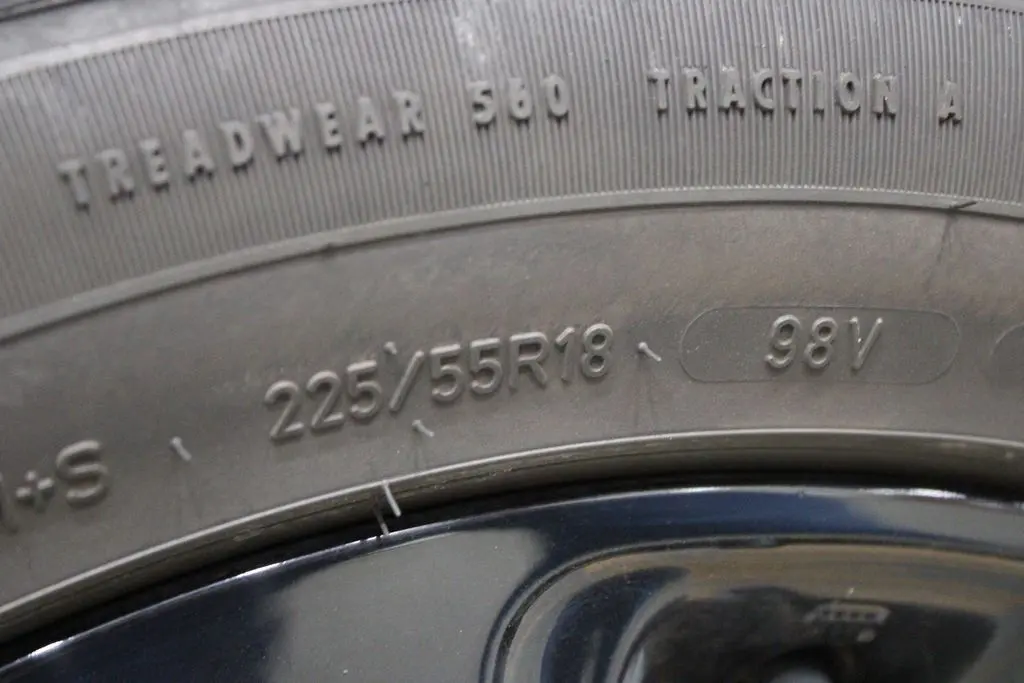 TREADWEAR 560 TRACTION A
225/55R18 98V
+S